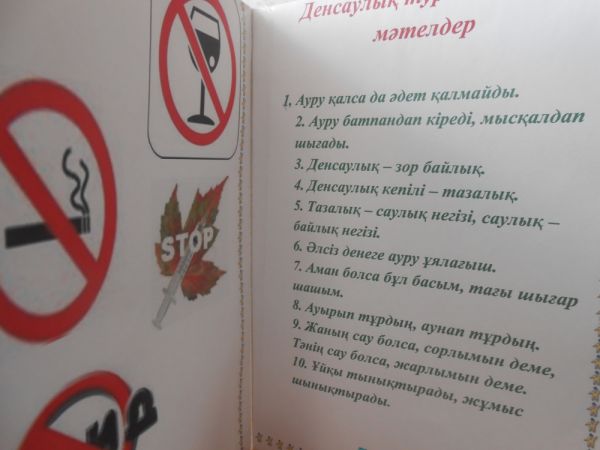 STOP
Денсаулық
мәтелдер
1. Ауру қалса да әдет қалмайды.
2. Ауру батпандап кіреді, мысқалдап
шығады.
3. Денсаулық – зор байлық.
4. Денсаулық кепілі – тазалық.
5. Тазалық – саулық негізі, саулық –
байлық негізі.
6. Әлсіз денеге ауру ұялағыш.
7. Аман болса бұл басым, тағы шығар
шашым.
8. Ауырып тұрдың, аунап тұрдың.
9. Жаның сау болса, сорлымын деме,
Тәнің сау болса, жарлымын деме.
10. Ұйқы тынықтырады, жұмыс
шынықтырады.